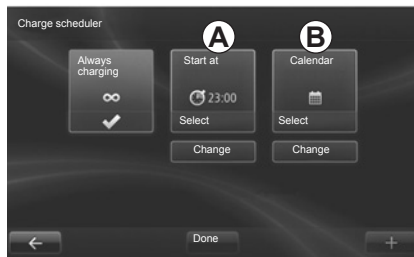 Charge scheduler
A
B
Always
charging
Start at
Calendar
∞
23:00
Select
Select
Change
Change
Done